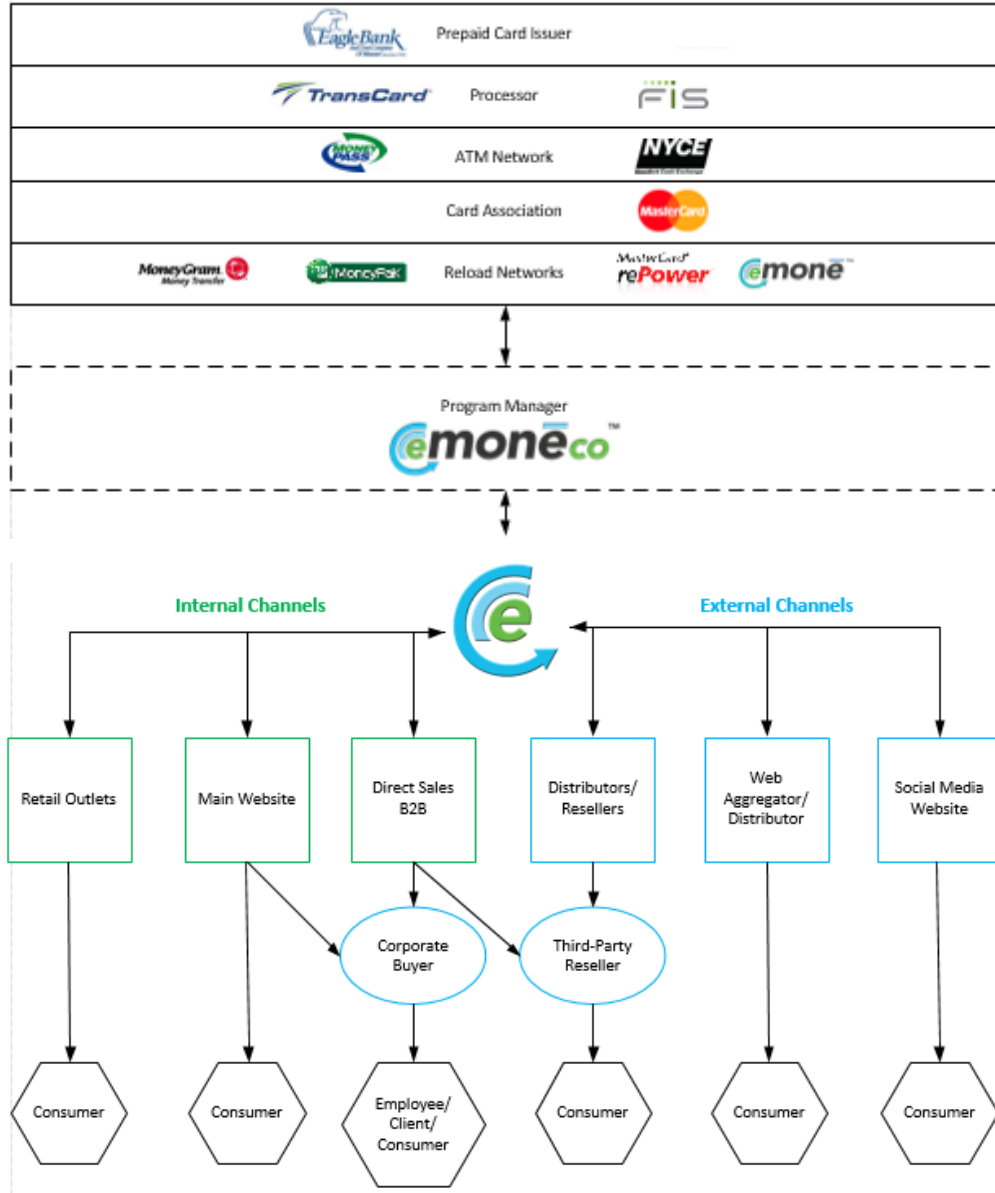 EagleBank
Prepaid Card Issuer
TransCard
Processor
FIS
MONEY
PASS
ATM Network
NYCE
Card Association
MasterCard
MoneyGram
Money Transfer
MoneyPak
Reload Networks
MasterCard
rePower
emonē™
Program Manager
emonēco™
Internal Channels
e
External Channels
Retail Outlets
Main Website
Direct Sales
B2B
Distributors/
Resellers
Web
Aggregator/
Distributor
Social Media
Website
Corporate
Buyer
Third-Party
Reseller
Consumer
Consumer
Employee/
Client/
Consumer
Consumer
Consumer
Consumer